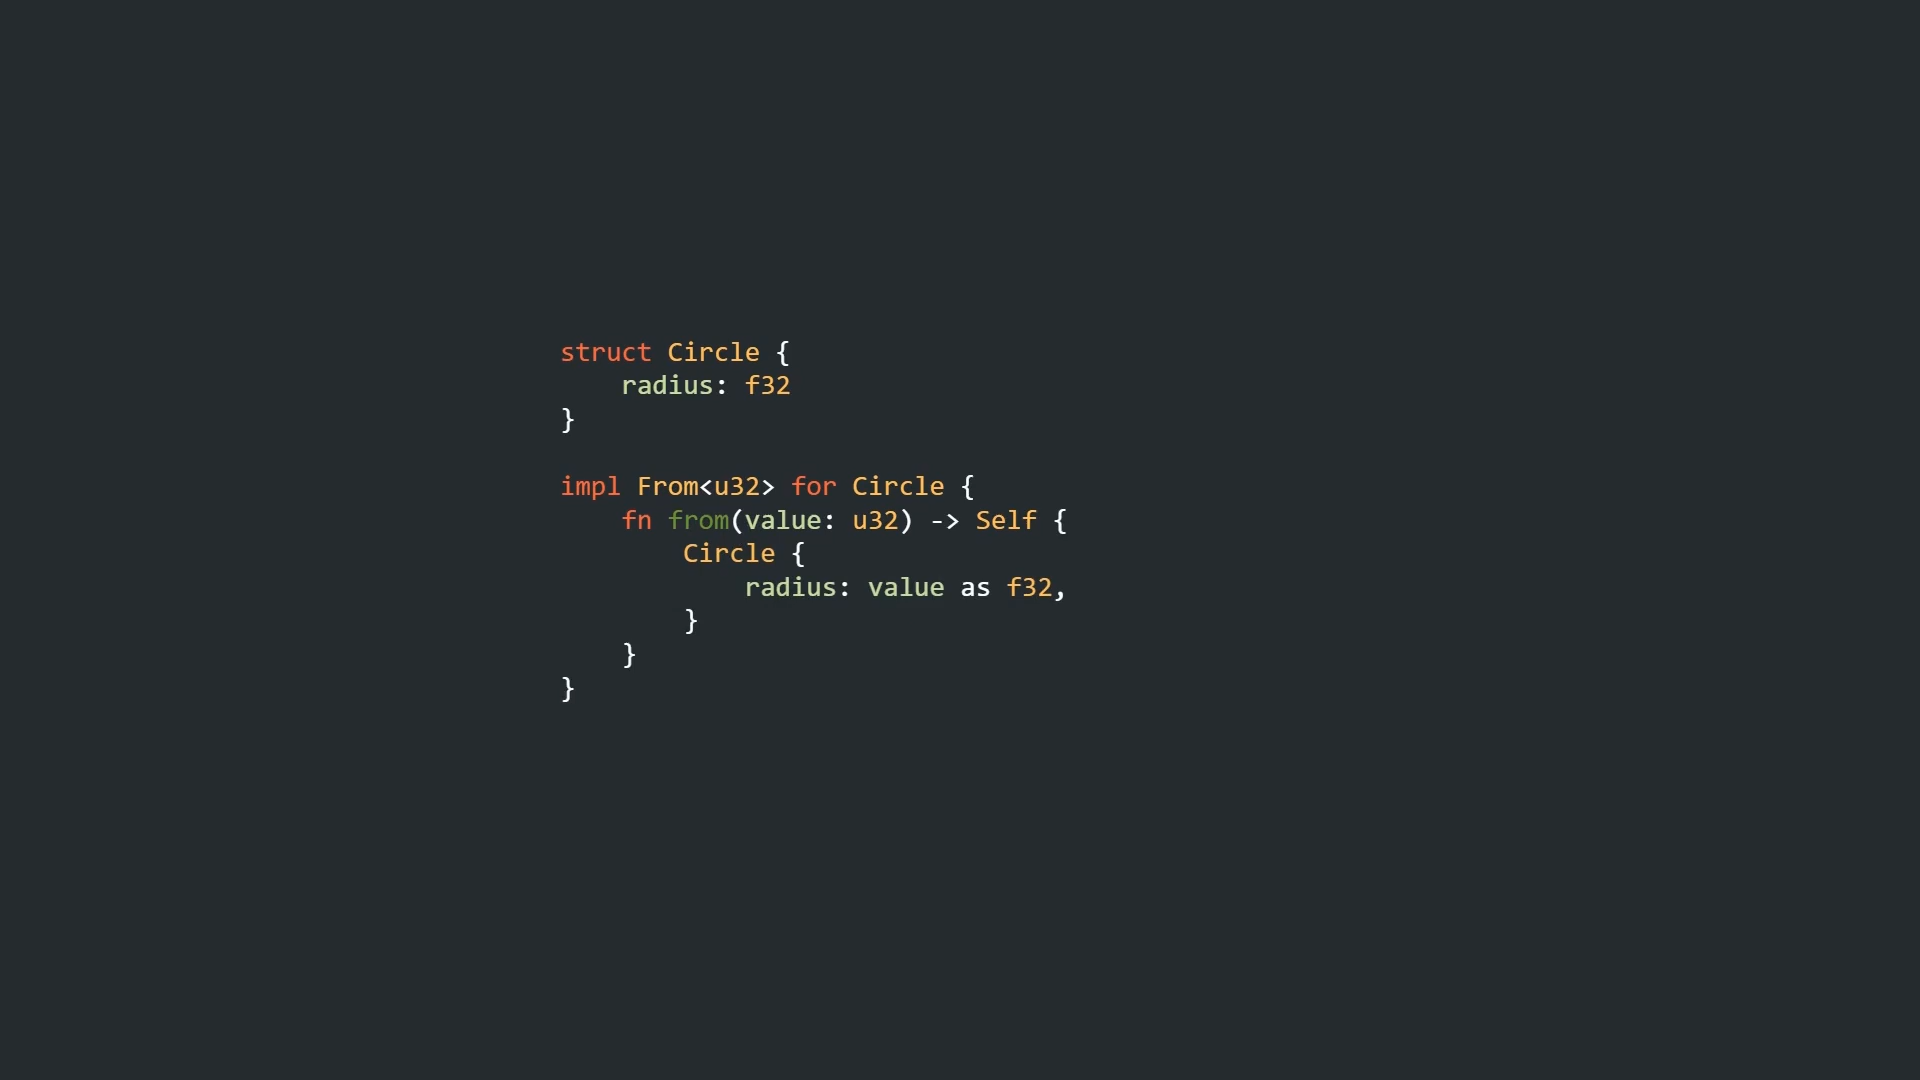 struct Circle {
    radius: f32
}

impl From<u32> for Circle {
    fn from(value: u32) -> Self {
        Circle {
            radius: value as f32,
        }
    }
}